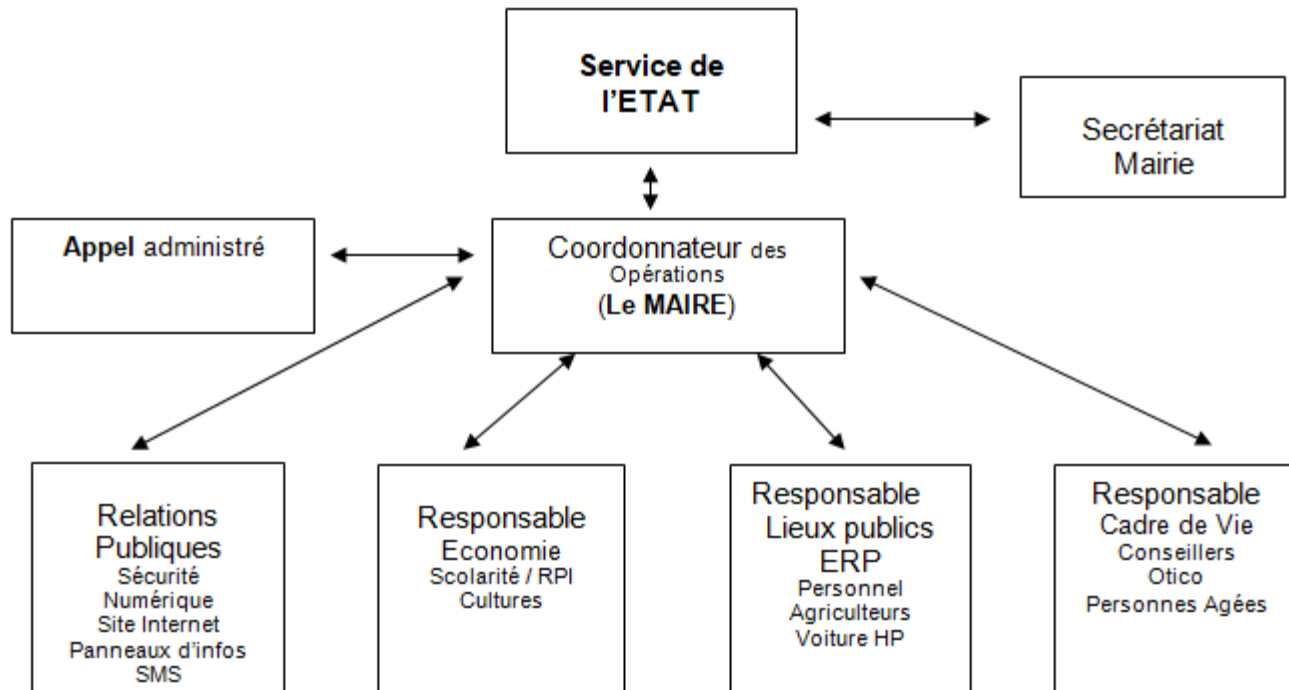 Service de
l'ETAT
Secrétariat
Mairie
Appel administré
Coordonnateur des
Opérations
(Le MAIRE)
Relations
Publiques
Sécurité
Numérique
Site Internet
Panneaux d'infos
SMS
Responsable
Economie
Scolarité / RPI
Cultures
Responsable
Lieux publics
ERP
Personnel
Agriculteurs
Voiture HP
Responsable
Cadre de Vie
Conseillers
Otico
Personnes Agées